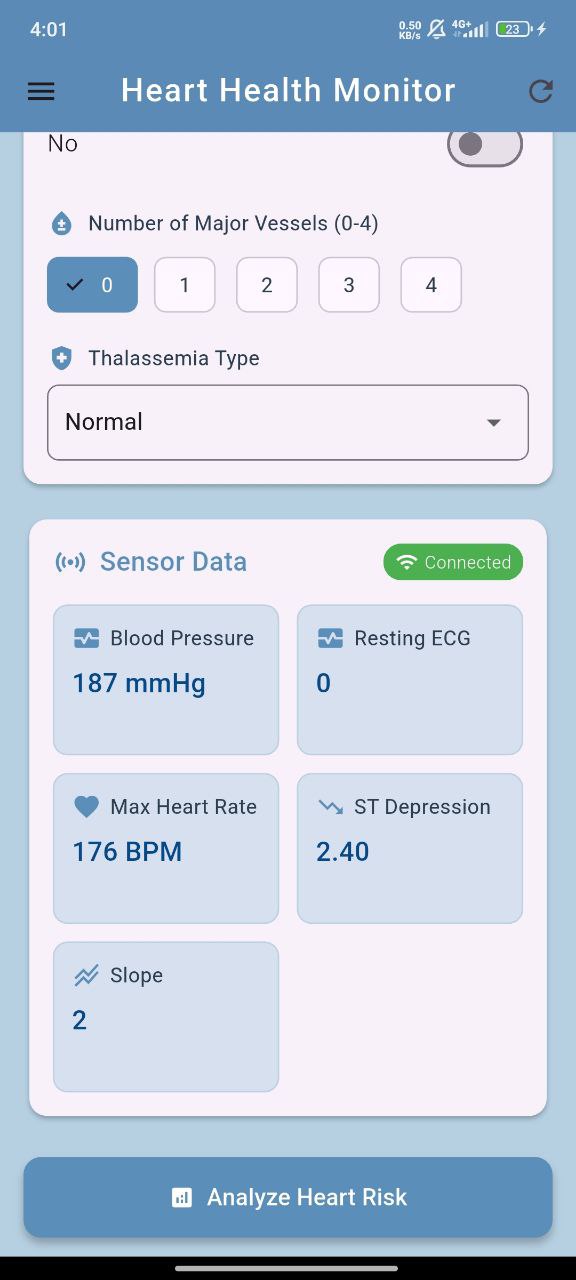 4:01
0.50 KB/s 4G+ 23
Heart Health Monitor
No
Number of Major Vessels (0-4)
0 1 2 3 4
Thalassemia Type
Normal
Sensor Data Connected
Blood Pressure Resting ECG
187 mmHg 0
Max Heart Rate ST Depression
176 BPM 2.40
Slope
2
Analyze Heart Risk